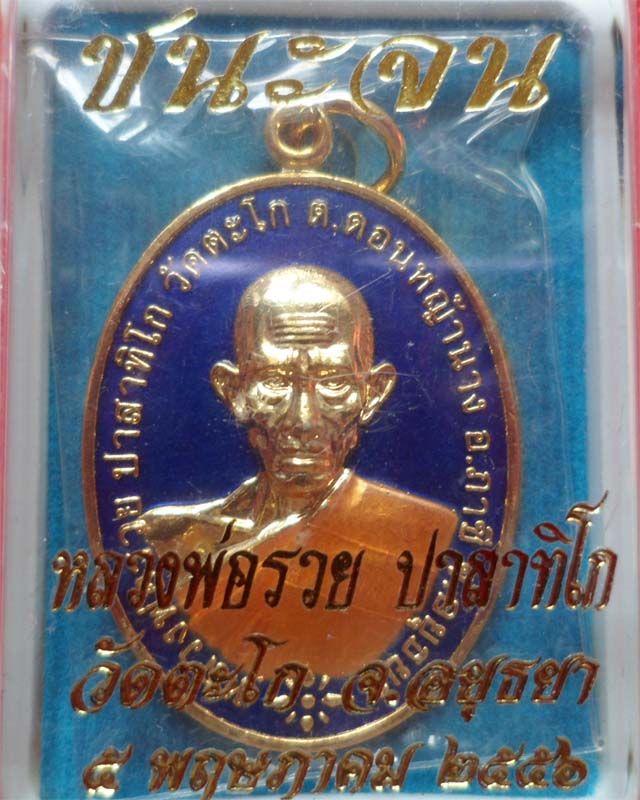 ชนะจน
ปาสาทิโก วัดตะโก ต.ดอนหญ้านาง อ.ภาชี
หลวงพ่อรวย ปาสาทิโก
วัดตะโก จ.อยุธยา
๕ พฤษภาคม ๒๕๕๖